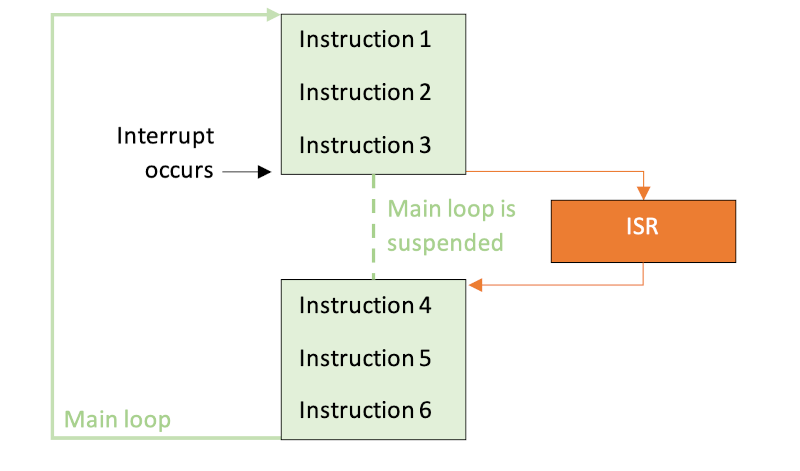 Instruction 1
Instruction 2
Instruction 3
Interrupt
occurs
Main loop is
suspended
ISR
Instruction 4
Instruction 5
Instruction 6
Main loop